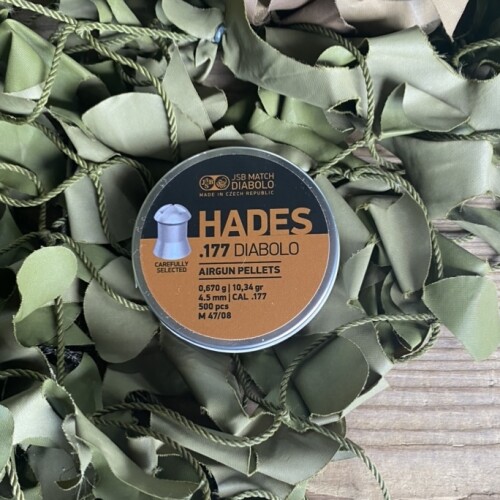 JSB MATCH
DIABOLO
MADE IN CZECH REPUBLIC
HADES
.177 DIABOLO
CAREFULLY
SELECTED
AIRGUN PELLETS
0,670 g | 10,34 gr
4.5 mm | CAL .177
500 pcs
M 47/08